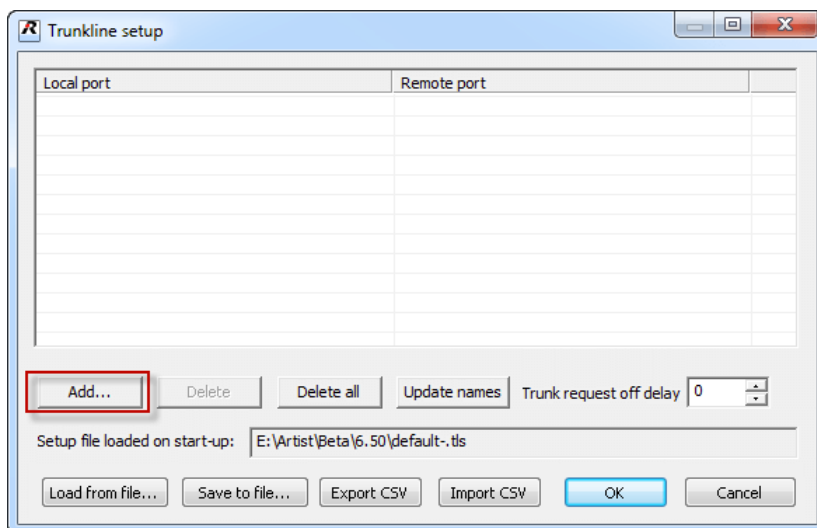 Trunkline setup
Local port Remote port
Add... Delete Delete all Update names Trunk request off delay 0
Setup file loaded on start-up: E:\Artist\Beta\6.50\default-.tls
Load from file... Save to file... Export CSV Import CSV OK Cancel